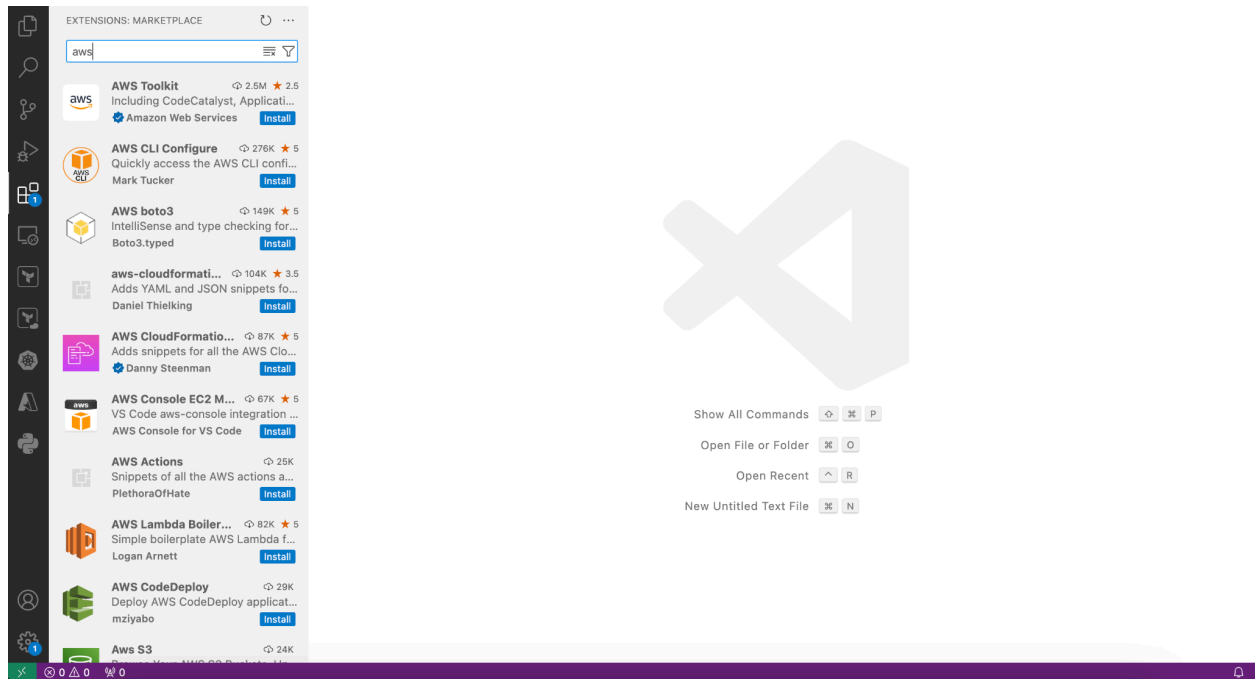 EXTENSIONS: MARKETPLACE
aws
AWS Toolkit 2.5M ★ 2.5
aws
Including CodeCatalyst, Applicati...
Amazon Web Services Install
AWS CLI Configure 276K ★ 5
Quickly access the AWS CLI confi...
AWS
CLI
Mark Tucker Install
AWS boto3 149K ★ 5
IntelliSense and type checking for...
Boto3.typed Install
aws-cloudformati... 104K ★ 3.5
Adds YAML and JSON snippets fo...
Daniel Thielking Install
AWS CloudFormatio... 87K ★ 5
Adds snippets for all the AWS Clo...
Danny Steenman Install
AWS Console EC2 M... 67K ★ 5
aws
VS Code aws-console integration ...
AWS Console for VS Code Install
AWS Actions 25K
Snippets of all the AWS actions a...
PlethoraOfHate Install
AWS Lambda Boiler... 82K ★ 5
Simple boilerplate AWS Lambda f...
Logan Arnett Install
AWS CodeDeploy 29K
Deploy AWS CodeDeploy applicat...
mziyabo Install
Aws S3 24K
1
1
Show All Commands ⇧ ⌘ P
Open File or Folder ⌘ O
Open Recent ^ R
New Untitled Text File ⌘ N
0 0 0